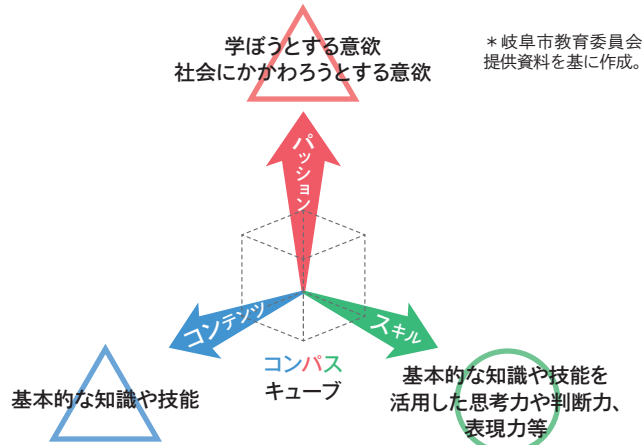 学ぼうとする意欲
社会にかかわろうとする意欲
＊岐阜市教育委員会
提供資料を基に作成。
パッション
コンテンツ
スキル
コンパス
キューブ
基本的な知識や技能
基本的な知識や技能を
活用した思考力や判断力、
表現力等